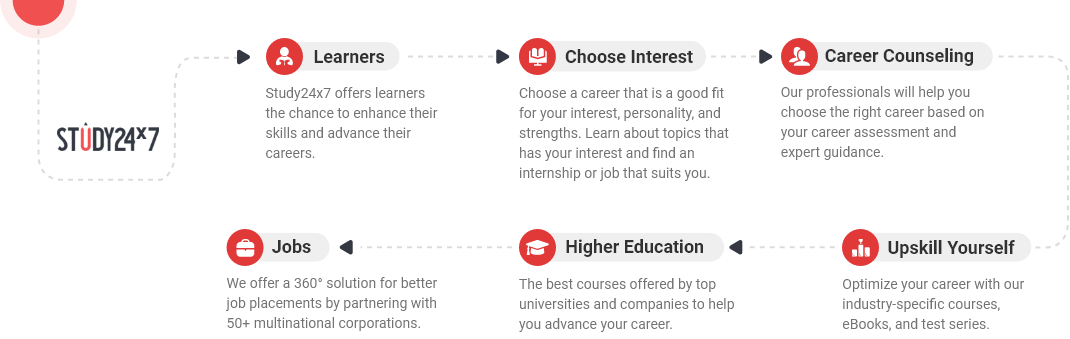 STUDY24x7
Learners
Study24x7 offers learners
the chance to enhance their
skills and advance their
careers.
Choose Interest
Choose a career that is a good fit
for your interest, personality, and
strengths. Learn about topics that
has your interest and find an
internship or job that suits you.
Career Counseling
Our professionals will help you
choose the right career based on
your career assessment and
expert guidance.
Upskill Yourself
Optimize your career with our
industry-specific courses,
eBooks, and test series.
Higher Education
The best courses offered by top
universities and companies to help
you advance your career.
Jobs
We offer a 360° solution for better
job placements by partnering with
50+ multinational corporations.